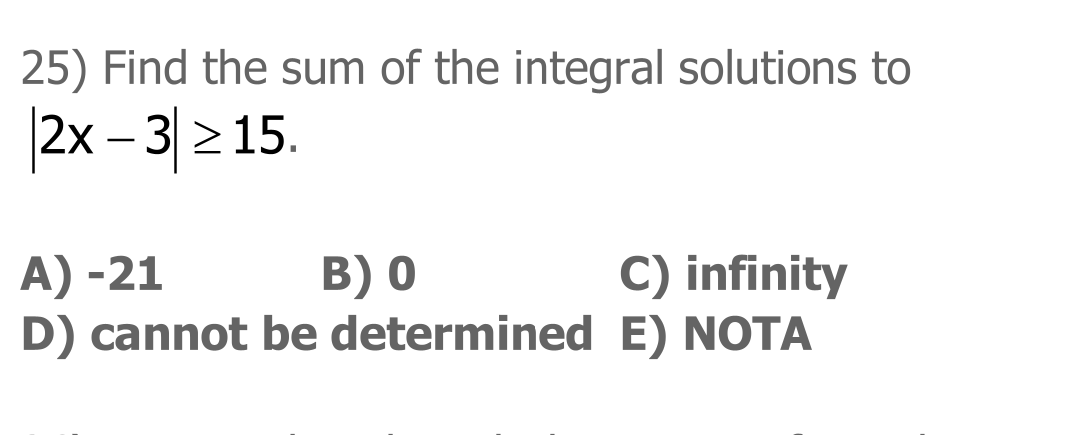 25) Find the sum of the integral solutions to
|2x – 3| ≥ 15.
A) -21 B) 0 C) infinity
D) cannot be determined E) NOTA